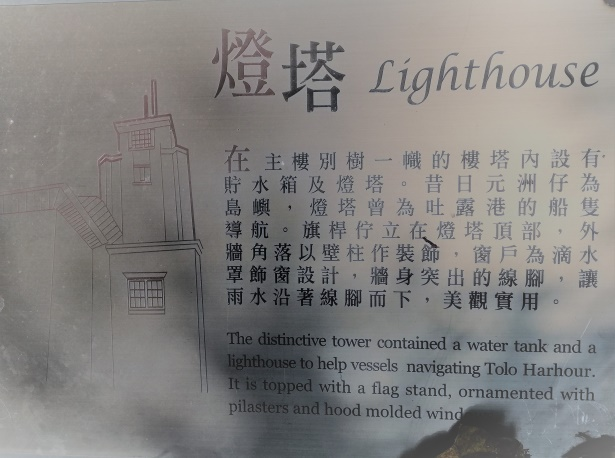 燈塔 Lighthouse
在主樓別樹一幟的樓塔內設有
貯水箱及燈塔。昔日元洲仔為
島嶼，燈塔曾為吐露港的船隻
導航。旗桿佇立在燈塔頂部，外
牆角落以壁柱作裝飾，窗戶為滴水
罩飾窗設計，牆身突出的線腳，讓
雨水沿著線腳而下，美觀實用。
The distinctive tower contained a water tank and a
lighthouse to help vessels navigating Tolo Harhour.
It is topped with a flag stand, ornamented with
pilasters and hood molded wind